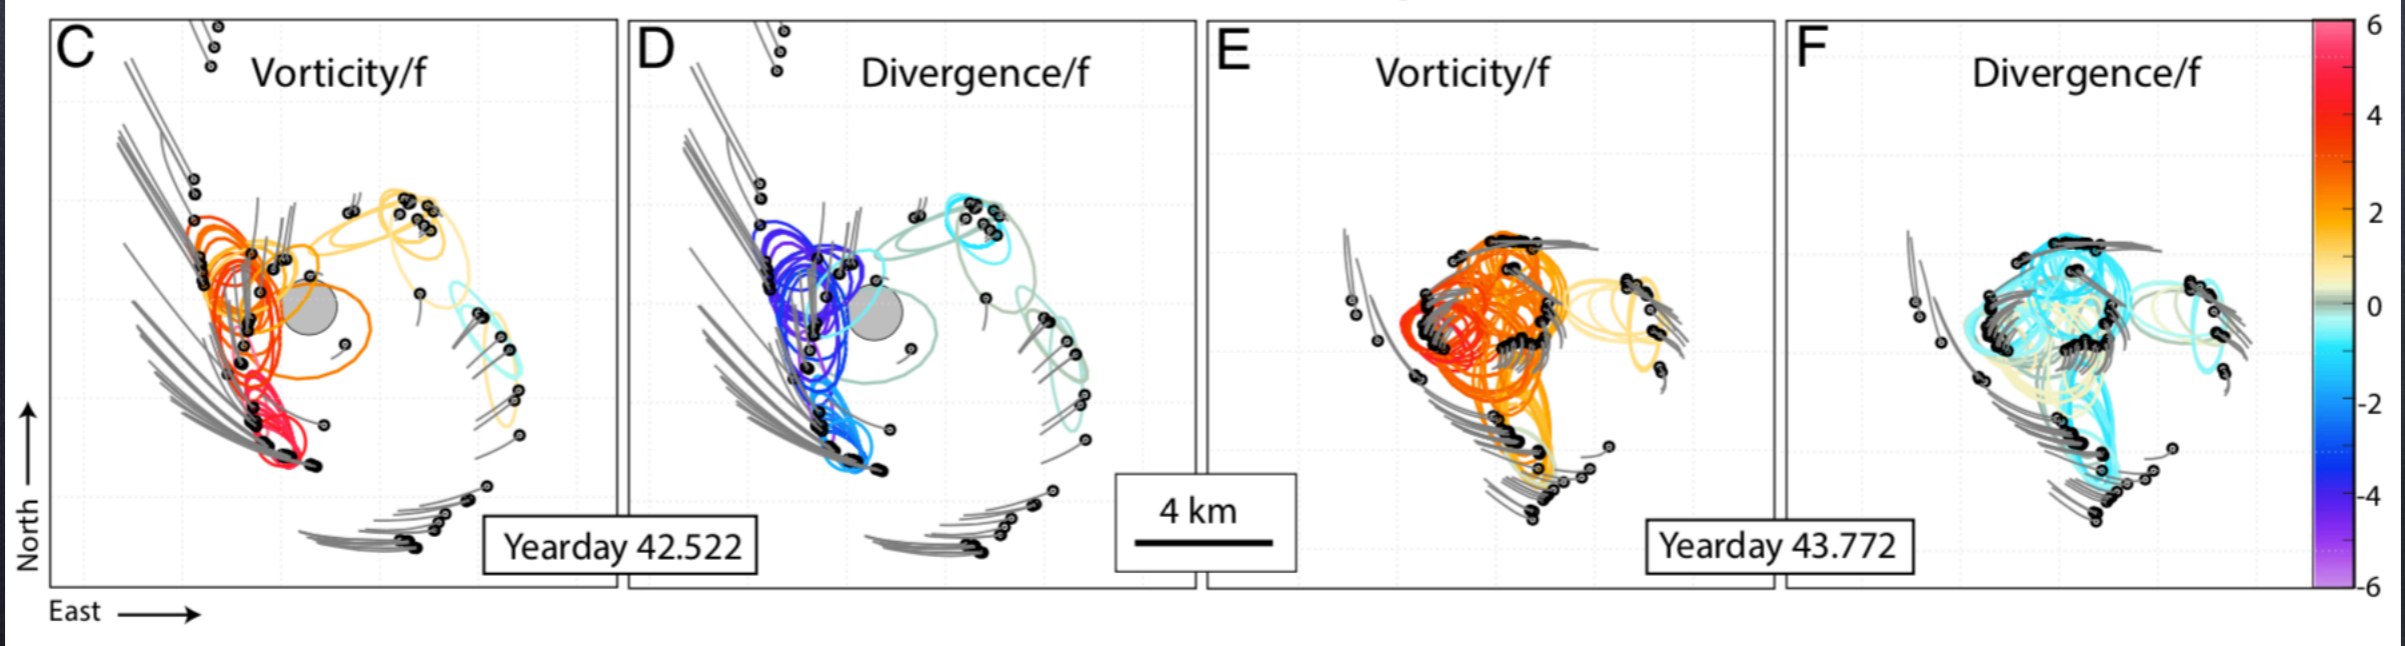 C
Vorticity/f
D
Divergence/f
E
Vorticity/f
F
Divergence/f
6
4
2
0
-2
-4
-6
4 km
Yearday 42.522
Yearday 43.772
North
East